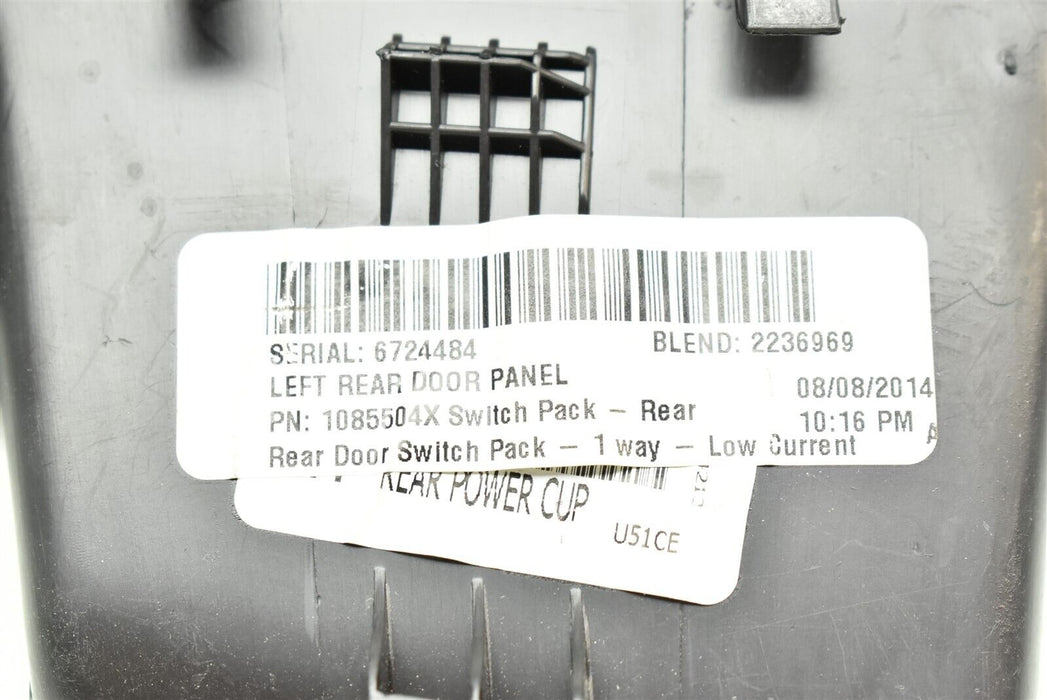 SERIAL: 6724484 BLEND: 2236969
LEFT REAR DOOR PANEL 08/08/2014
PN: 1085504X Switch Pack – Rear 10:16 PM
Rear Door Switch Pack – 1 way – Low Current
REAR POWER CUP
U51CE